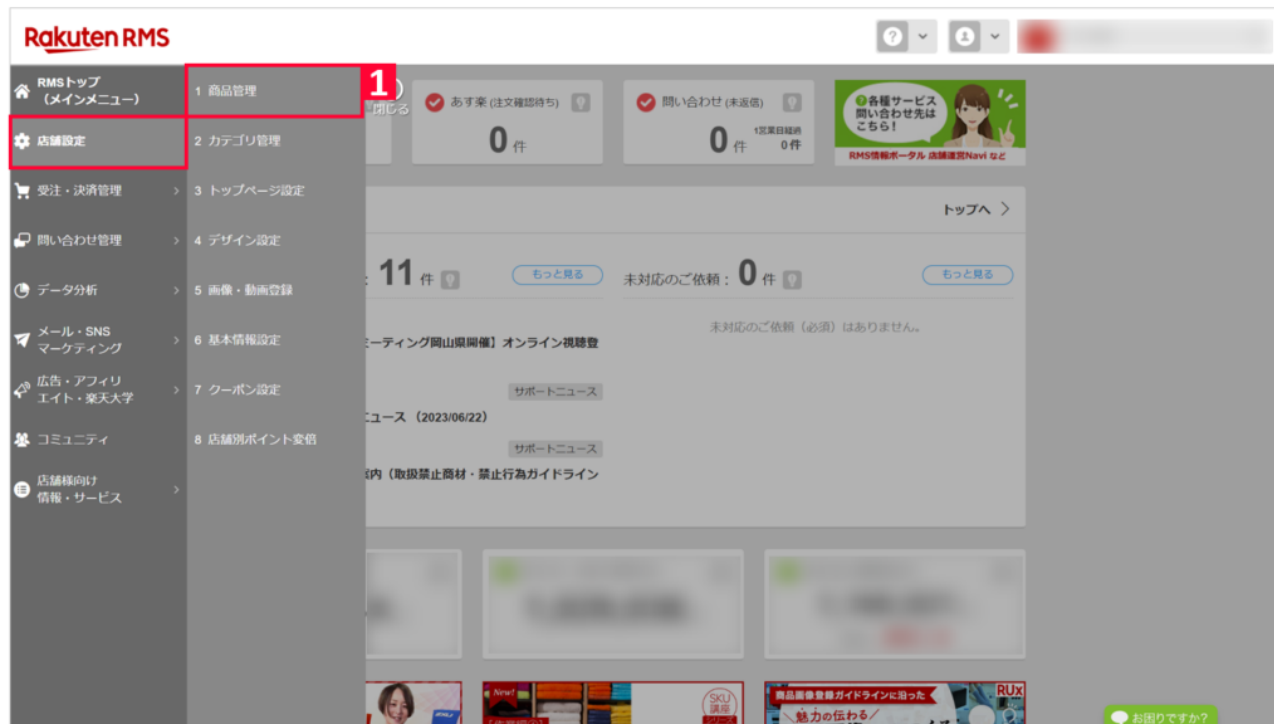 Rakuten RMS
RMSトップ
(メインメニュー)
店舗設定
受注・決済管理
問い合わせ管理
データ分析
メール・SNS
マーケティング
広告・アフィリ
エイト・楽天大学
コミュニティ
店舗様向け
情報・サービス
1 商品管理
2 カテゴリ管理
3 トップページ設定
4 デザイン設定
5 画像・動画登録
6 基本情報設定
7 クーポン設定
8 店舗別ポイント変倍
1
閉じる
あす楽 (注文確認待ち)
0 件
問い合わせ (未返信)
0 件
1営業日経過
0 件
各種サービス
問い合わせ先は
こちら!
RMS情報ポータル 店舗運営Navi など
トップへ
: 11 件
もっと見る
未対応のご依頼 : 0 件
もっと見る
未対応のご依頼(必須)はありません。
ミーティング岡山県開催】オンライン視聴登
サポートニュース
ニュース (2023/06/22)
サポートニュース
案内(取扱禁止商材・禁止行為ガイドライン
New!
SKU
講座
シリーズ
商品画像登録ガイドラインに沿った
RUx
魅力の伝わる
お困りですか?